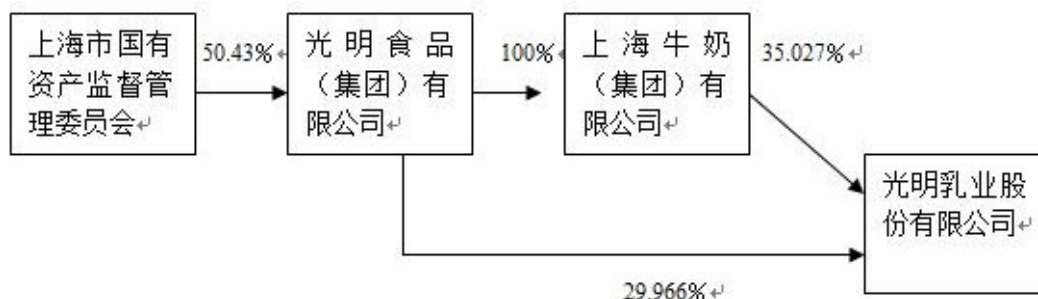 上海市国有
资产监督管
理委员会
50.43%
光明食品
（集团）有
限公司
100%
上海牛奶
（集团）有
限公司
35.027%
光明乳业股
份有限公司
29.966%